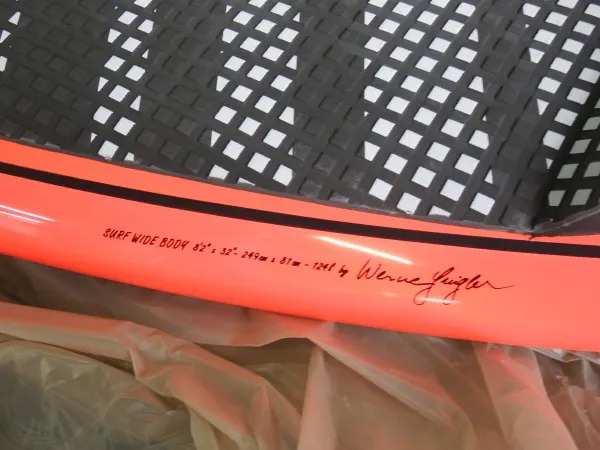 SURF WIDE BODY 8'2" x 32" - 249cm x 81cm - 124l by Werner Gnigler